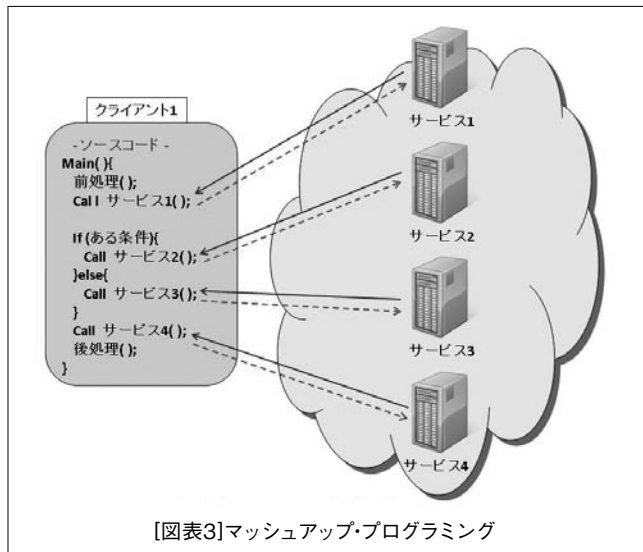 クライアント1
- ソースコード -
Main(){
前処理();
Call サービス1();
If(ある条件){
Call サービス2();
}else{
Call サービス3();
}
Call サービス4();
後処理();
}
サービス1
サービス2
サービス3
サービス4
[図表3]マッシュアップ・プログラミング